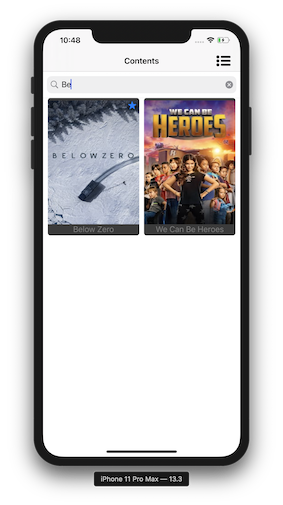 10:48
Contents
Be
BELOWZERO
WE CAN BE
HEROES
Below Zero
We Can Be Heroes
iPhone 11 Pro Max — 13.3